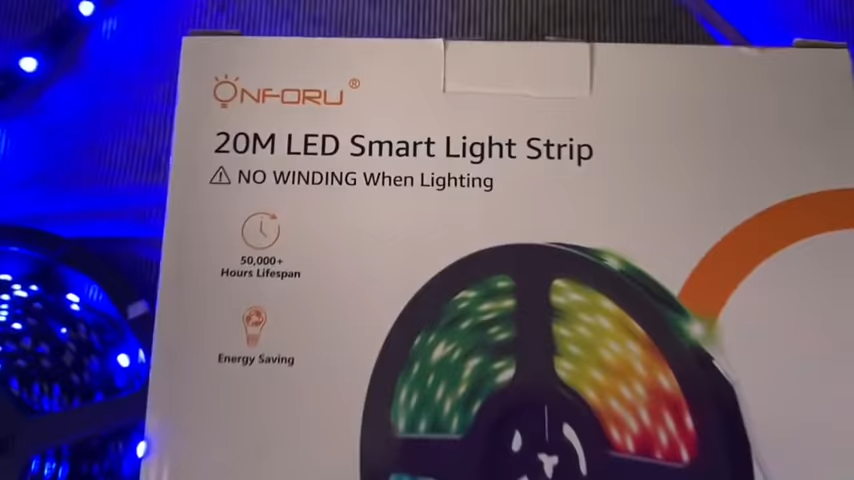 ONFORU®
20M LED Smart Light Strip
⚠ NO WINDING When Lighting
50,000+
Hours Lifespan
Energy Saving